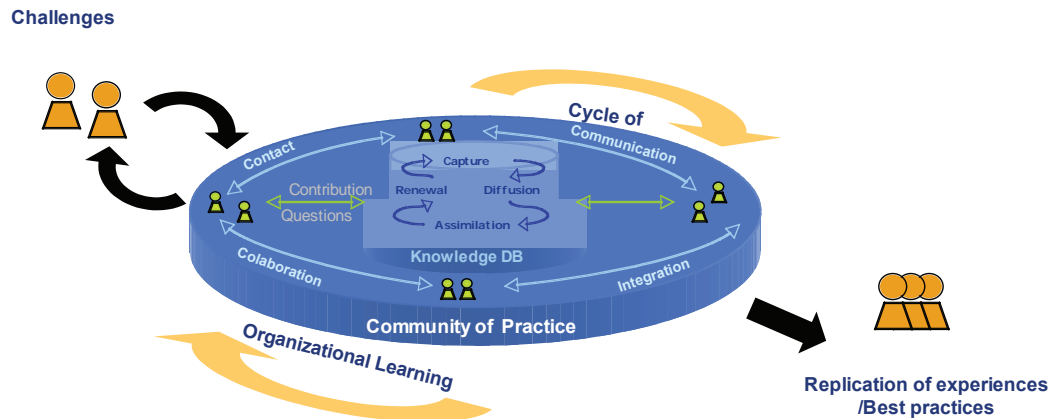 Challenges
Cycle of
Communication
Contact
Capture
Contribution
Renewal
Diffusion
Questions
Assimilation
Knowledge DB
Colaboration
Integration
Community of Practice
Organizational Learning
Replication of experiences
/Best practices